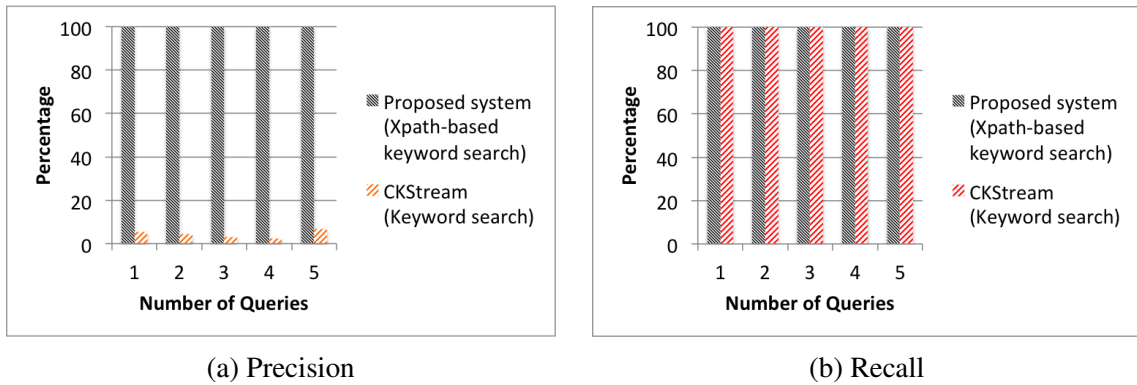 100
80
60
40
20
0
Percentage
1 2 3 4 5
Number of Queries
Proposed system
(Xpath-based
keyword search)
CKStream
(Keyword search)
(a) Precision
100
80
60
40
20
0
Percentage
1 2 3 4 5
Number of Queries
Proposed system
(Xpath-based
keyword search)
CKStream
(Keyword search)
(b) Recall